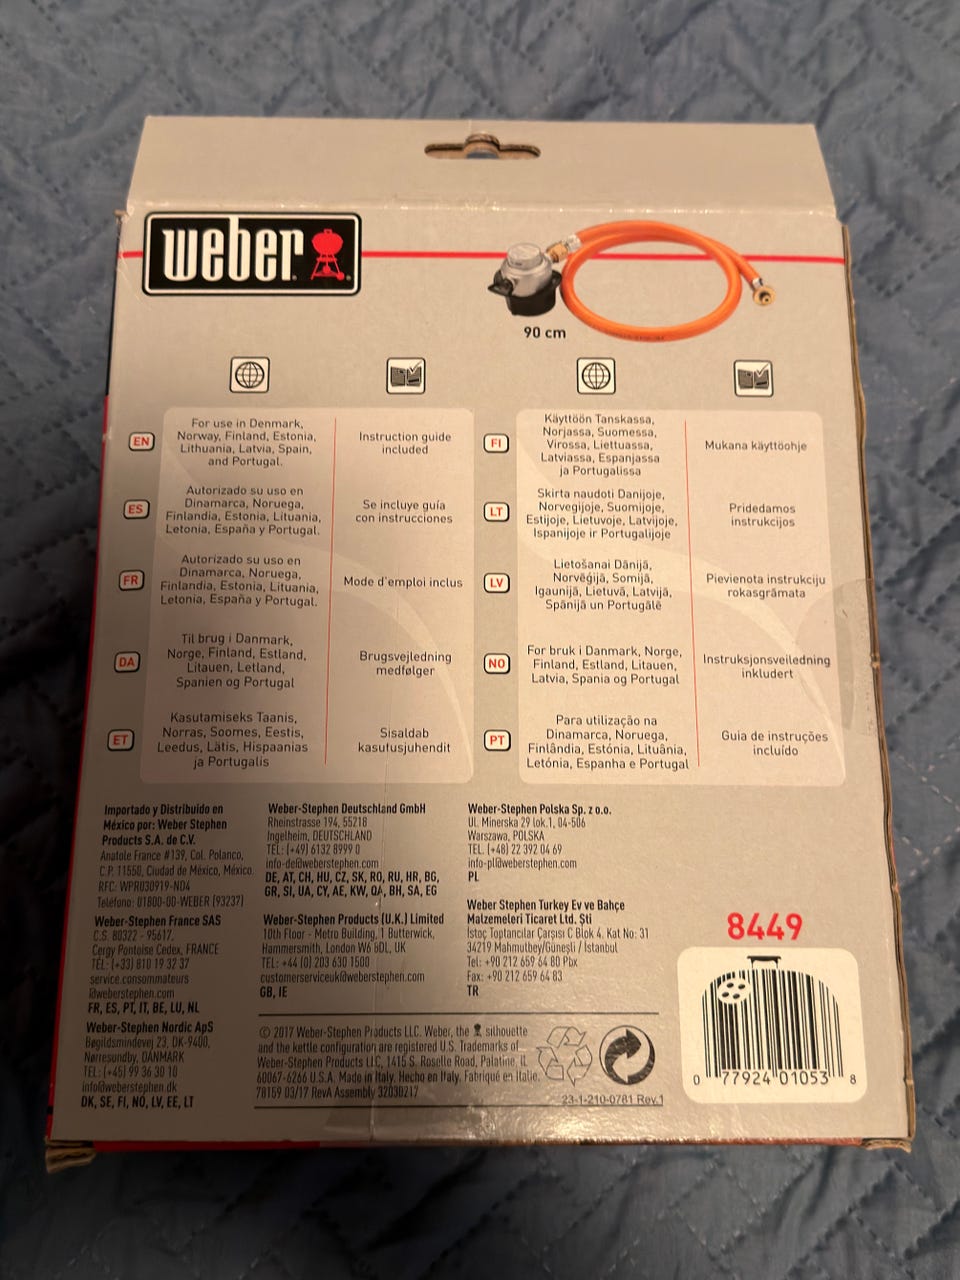 weber
90 cm
EN
For use in Denmark,
Norway, Finland, Estonia,
Lithuania, Latvia, Spain,
and Portugal.
Instruction guide
included
ES
Autorizado su uso en
Dinamarca, Noruega,
Finlandia, Estonia, Lituania,
Letonia, España y Portugal.
Se incluye guía
con instrucciones
FR
Autorizado su uso en
Dinamarca, Noruega,
Finlandia, Estonia, Lituania,
Letonia, España y Portugal.
Mode d'emploi inclus
DA
Til brug i Danmark,
Norge, Finland, Estland,
Litauen, Letland,
Spanien og Portugal
Brugsvejledning
medfølger
ET
Kasutamiseks Taanis,
Norras, Soomes, Eestis,
Leedus, Lätis, Hispaanias
ja Portugalis
Sisaldab
kasutusjuhendit
FI
Käyttöön Tanskassa,
Norjassa, Suomessa,
Virossa, Liettuassa,
Latviassa, Espanjassa
ja Portugalissa
Mukana käyttöohje
LT
Skirta naudoti Danijoje,
Norvegijoje, Suomijoje,
Estijoje, Lietuvoje, Latvijoje,
Ispanijoje ir Portugalijoje
Pridedamos
instrukcijos
LV
Lietošanai Dānijā,
Norvēģijā, Somijā,
Igaunijā, Lietuvā, Latvijā,
Spānijā un Portugālē
Pievienota instrukciju
rokasgrāmata
NO
For bruk i Danmark, Norge,
Finland, Estland, Litauen,
Latvia, Spania og Portugal
Instruksjonsveiledning
inkludert
PT
Para utilização na
Dinamarca, Noruega,
Finlândia, Estónia, Lituânia,
Letónia, Espanha e Portugal
Guia de instruções
incluído
Importado y Distribuido en
México por: Weber Stephen
Products S.A. de C.V.
Anatole France #139, Col. Polanco,
C.P. 11550, Ciudad de México, México.
RFC: WPR030919-ND4
Teléfono: 01800-00-WEBER (93237)
Weber-Stephen France SAS
C.S. 80322 - 95617,
Cergy Pontoise Cedex, FRANCE
TÉL: (+33) 810 19 32 37
service.consommateurs
@weberstephen.com
FR, ES, PT, IT, BE, LU, NL
Weber-Stephen Nordic ApS
Bøgildsmindevej 23, DK-9400,
Nørresundby, DANMARK
TEL: (+45) 99 36 30 10
info@weberstephen.dk
DK, SE, FI, NO, LV, EE, LT
Weber-Stephen Deutschland GmbH
Rheinstrasse 194, 55218
Ingelheim, DEUTSCHLAND
TEL: (+49) 6132 8999 0
info-de@weberstephen.com
DE, AT, CH, HU, CZ, SK, RO, RU, HR, BG,
GR, SI, UA, CY, AE, KW, QA, BH, SA, EG
Weber-Stephen Products (U.K.) Limited
10th Floor - Metro Building, 1 Butterwick,
Hammersmith, London W6 8DL, UK
TEL: +44 (0) 203 630 1500
customerserviceuk@weberstephen.com
GB, IE
Weber-Stephen Polska Sp. z o.o.
UL. Minerska 29 lok.1, 04-506
Warszawa, POLSKA
TEL. (+48) 22 392 04 69
info-pl@weberstephen.com
PL
Weber Stephen Turkey Ev ve Bahçe
Malzemeleri Ticaret Ltd. Şti
İstoç Toptancılar Çarşısı C Blok 4. Kat No: 31
34219 Mahmutbey/Güneşli / İstanbul
Tel: +90 212 659 64 80 Pbx
Fax: +90 212 659 64 83
TR
© 2017 Weber-Stephen Products LLC. Weber, the silhouette
and the kettle configuration are registered U.S. Trademarks of
Weber-Stephen Products LLC, 1415 S. Roselle Road, Palatine, IL
60067-6266 U.S.A. Made in Italy. Hecho en Italy. Fabriqué en Italie.
78159 03/17 RevA Assembly 32030217
23-1-210-0781 Rev.1
8449
0 77924 01053 8